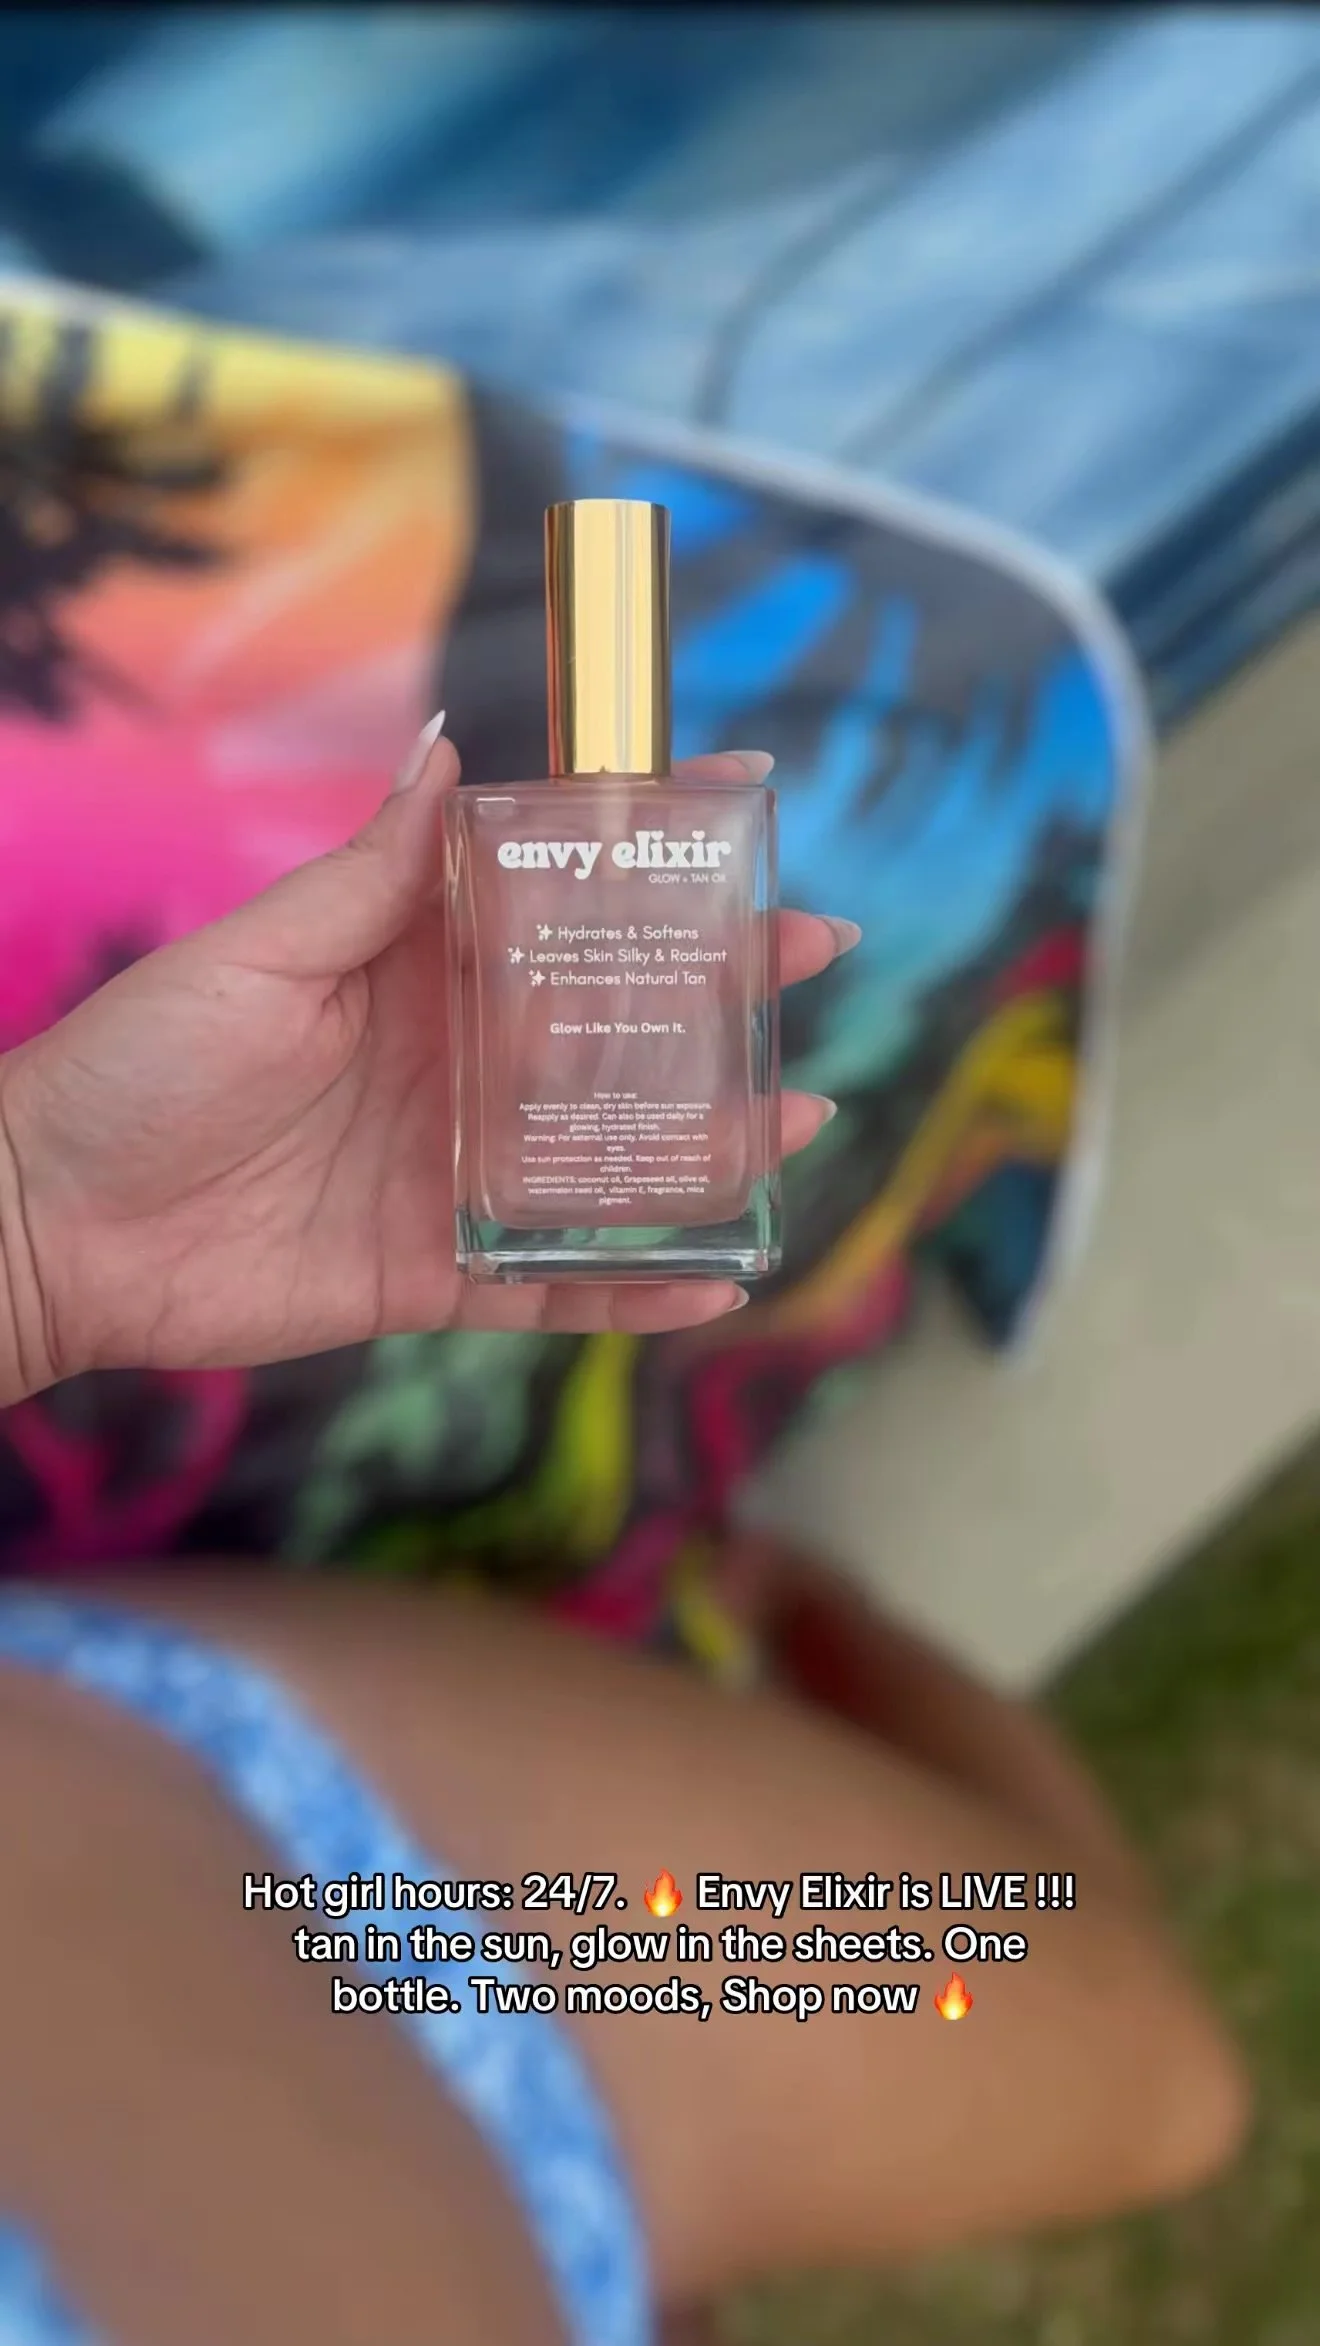 envy elixir
GLOW + TAN OIL
✨ Hydrates & Softens
✨ Leaves Skin Silky & Radiant
✨ Enhances Natural Tan
Glow Like You Own It.
How to use:
Apply evenly to clean, dry skin before sun exposure.
Reapply as desired. Can also be used daily for a
glowing, hydrated finish.
Warning: For external use only. Avoid contact with
eyes.
Use sun protection as needed. Keep out of reach of
children.
INGREDIENTS: coconut oil, Grapeseed oil, olive oil,
watermelon seed oil, vitamin E, fragrance, mica
pigment.
Hot girl hours: 24/7. 🔥 Envy Elixir is LIVE !!!
tan in the sun, glow in the sheets. One
bottle. Two moods, Shop now 🔥